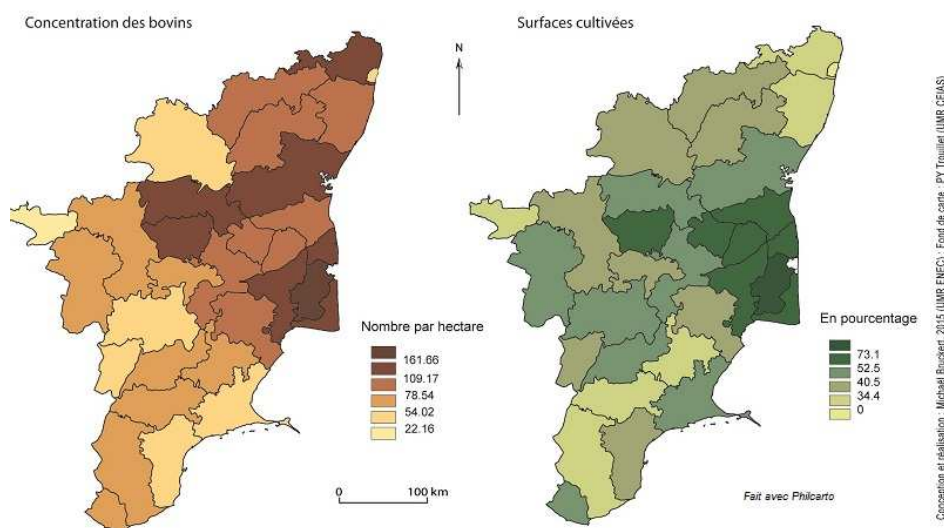 Concentration des bovins
Surfaces cultivées
N
Nombre par hectare
161.66
109.17
78.54
54.02
22.16
0 100 km
En pourcentage
73.1
52.5
40.5
34.4
0
Fait avec Philcarto
Conception et réalisation : Michaël Bruckert, 2015 (UMR ENEC) ; Fond de carte : PY Trouillet (UMR CEIAS)